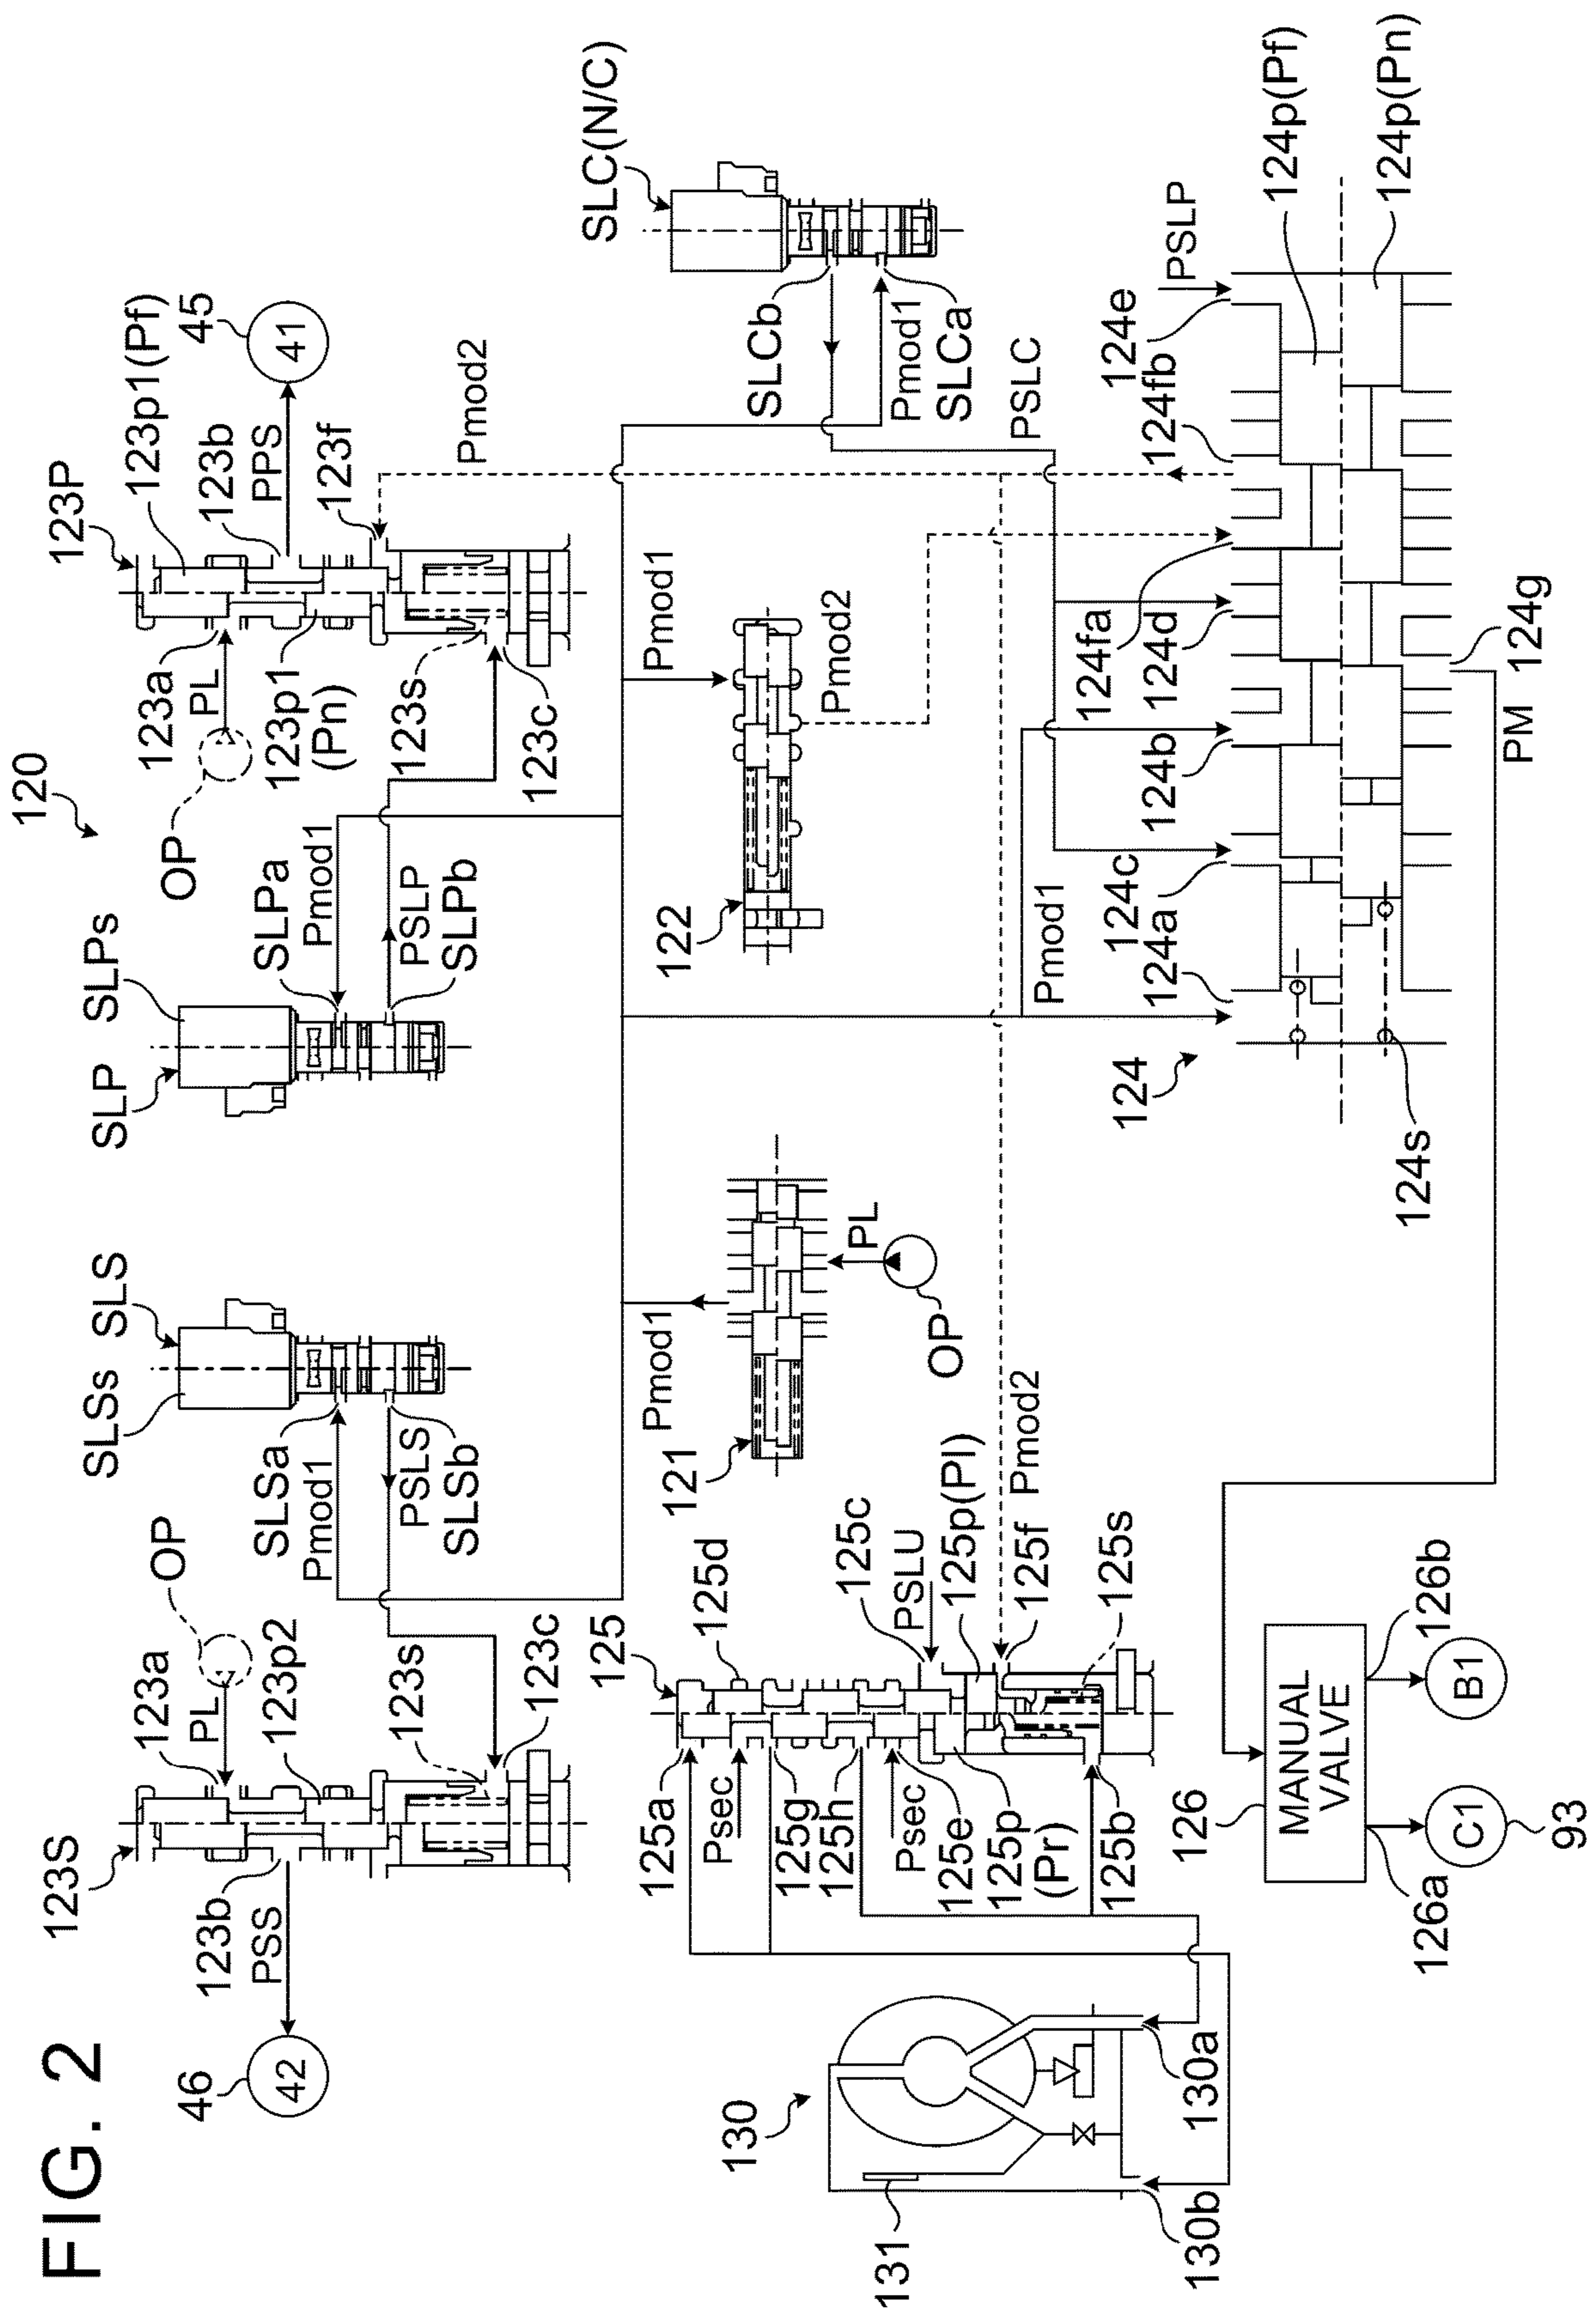 FIG. 2
120
123S
123a
OP
PL
123p2
123b
PSS
46
42
123s
123c
SLSs
SLS
SLSa
Pmod1
PSLS
SLSb
SLP
SLPs
SLPa
Pmod1
PSLP
SLPb
OP
PL
123a
123P
123p1(Pf)
123b
PPS
45
41
123p1
(Pn)
123f
123s
123c
Pmod2
SLC(N/C)
SLCb
Pmod1
SLCa
PSLC
125
125d
125a
Psec
125g
125h
Psec
125e
125p
(Pr)
125b
125c
PSLU
125p(Pl)
Pmod2
125f
125s
121
Pmod1
PL
OP
122
Pmod1
Pmod2
130
131
130a
130b
124
Pmod1
124a
124c
124b
124d
124fa
124fb
124e
PSLP
124p(Pf)
124p(Pn)
124s
124g
PM
126
MANUAL
VALVE
126a
126b
C1
B1
93